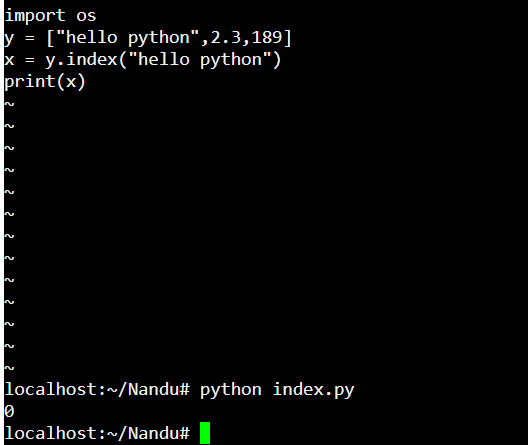 import os
y = ["hello python",2.3,189]
x = y.index("hello python")
print(x)
~
~
~
~
~
~
~
~
~
~
~
~
~
localhost:~/Nandu# python index.py
0
localhost:~/Nandu#